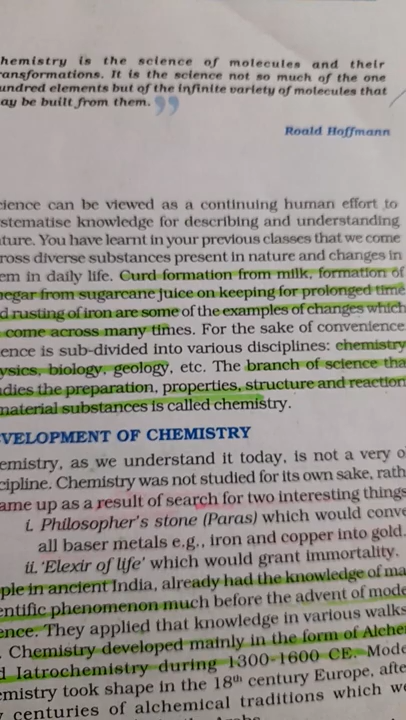 hemistry is the science of molecules and their
ansformations. It is the science not so much of the one
undred elements but of the infinite variety of molecules that
ay be built from them. ”
Roald Hoffmann
cience can be viewed as a continuing human effort to
stematise knowledge for describing and understanding
ture. You have learnt in your previous classes that we come
ross diverse substances present in nature and changes in
em in daily life. Curd formation from milk, formation of
negar from sugarcane juice on keeping for prolonged time
d rusting of iron are some of the examples of changes which
come across many times. For the sake of convenience
ence is sub-divided into various disciplines: chemistry
ysics, biology, geology, etc. The branch of science tha
dies the preparation, properties, structure and reaction
material substances is called chemistry.
VELOPMENT OF CHEMISTRY
emistry, as we understand it today, is not a very o
cipline. Chemistry was not studied for its own sake, rath
ame up as a result of search for two interesting things
i. Philosopher's stone (Paras) which would conve
all baser metals e.g., iron and copper into gold.
ii. 'Elexir of life' which would grant immortality.
ple in ancient India, already had the knowledge of ma
entific phenomenon much before the advent of mode
ence. They applied that knowledge in various walks
. Chemistry developed mainly in the form of Alche
d Iatrochemistry during 1300-1600 CE. Mode
emistry took shape in the 18th century Europe, afte
centuries of alchemical traditions which we